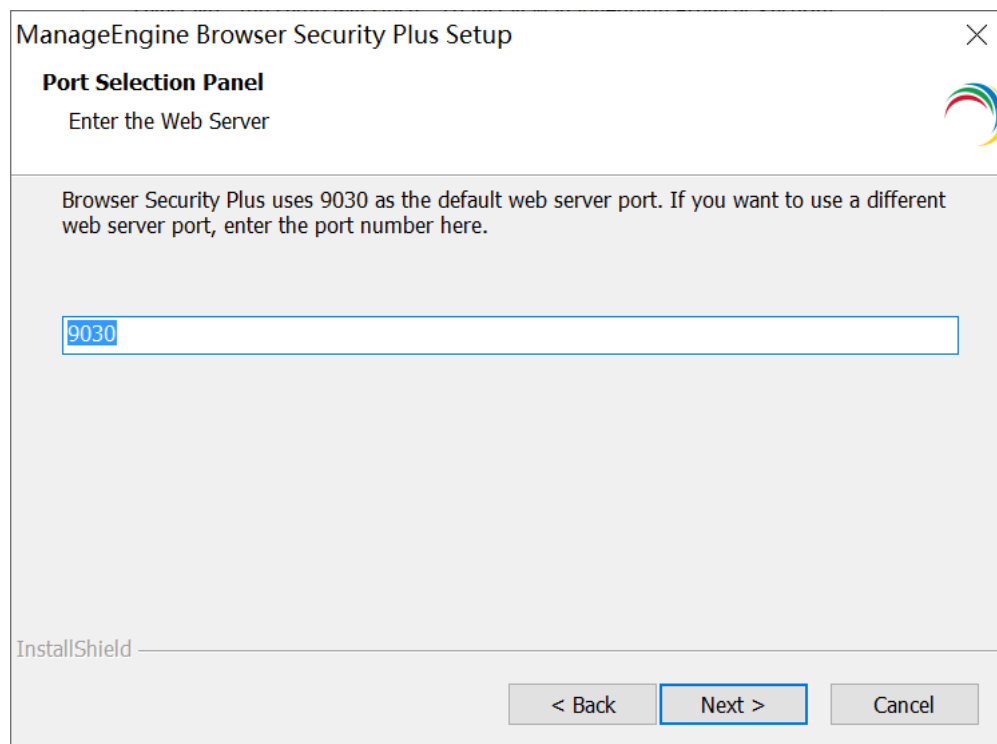 ManageEngine Browser Security Plus Setup
Port Selection Panel
Enter the Web Server
Browser Security Plus uses 9030 as the default web server port. If you want to use a different
web server port, enter the port number here.
9030
InstallShield
< Back
Next >
Cancel